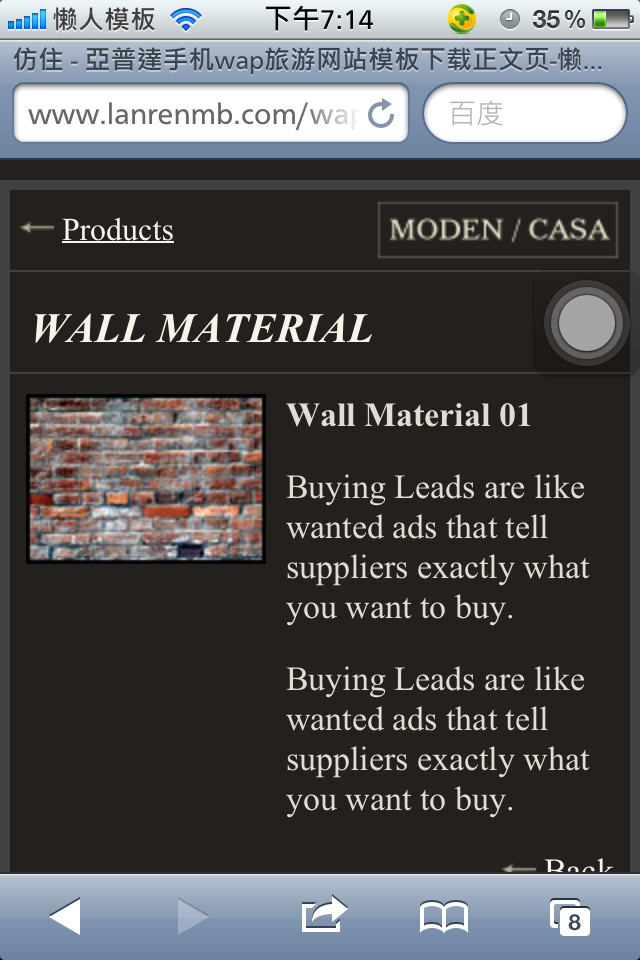 懒人模板 下午7:14 35%
仿住 - 亞普達手机wap旅游网站模板下载正文页-懒...
www.lanrenmb.com/wap 百度
← Products MODEN / CASA
WALL MATERIAL
Wall Material 01
Buying Leads are like
wanted ads that tell
suppliers exactly what
you want to buy.
Buying Leads are like
wanted ads that tell
suppliers exactly what
you want to buy.
← Back
8